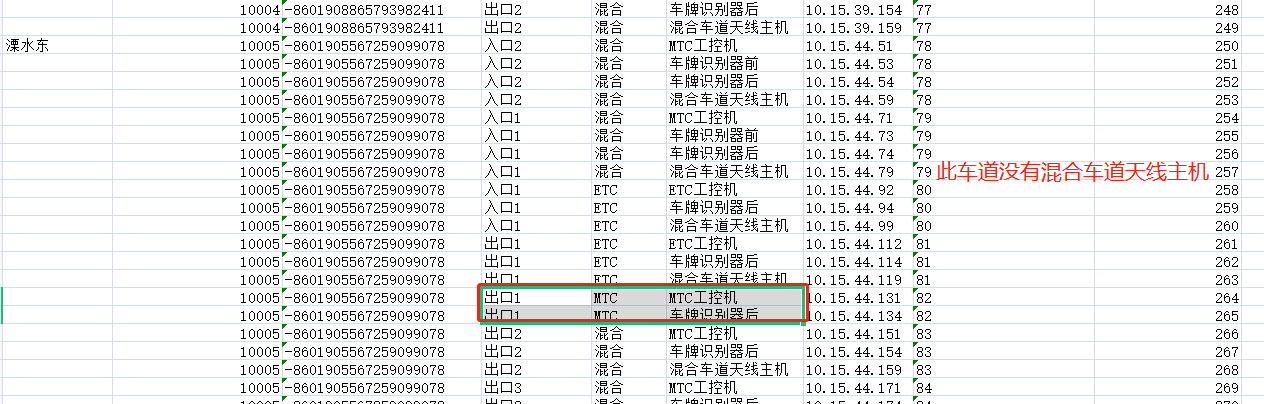 10004 -8601908865793982411 出口2 混合 车牌识别器后 10.15.39.154 77 248
10004 -8601908865793982411 出口2 混合 混合车道天线主机 10.15.39.159 77 249
溧水东 10005 -8601905567259099078 入口2 混合 MTC工控机 10.15.44.51 78 250
10005 -8601905567259099078 入口2 混合 车牌识别器前 10.15.44.53 78 251
10005 -8601905567259099078 入口2 混合 车牌识别器后 10.15.44.54 78 252
10005 -8601905567259099078 入口2 混合 混合车道天线主机 10.15.44.59 78 253
10005 -8601905567259099078 入口1 混合 MTC工控机 10.15.44.71 79 254
10005 -8601905567259099078 入口1 混合 车牌识别器前 10.15.44.73 79 255
10005 -8601905567259099078 入口1 混合 车牌识别器后 10.15.44.74 79 256
10005 -8601905567259099078 入口1 混合 混合车道天线主机 10.15.44.79 79 此车道没有混合车道天线主机 257
10005 -8601905567259099078 入口1 ETC ETC工控机 10.15.44.92 80 258
10005 -8601905567259099078 入口1 ETC 车牌识别器后 10.15.44.94 80 259
10005 -8601905567259099078 入口1 ETC 混合车道天线主机 10.15.44.99 80 260
10005 -8601905567259099078 出口1 ETC ETC工控机 10.15.44.112 81 261
10005 -8601905567259099078 出口1 ETC 车牌识别器后 10.15.44.114 81 262
10005 -8601905567259099078 出口1 ETC 混合车道天线主机 10.15.44.119 81 263
10005 -8601905567259099078 出口1 MTC MTC工控机 10.15.44.131 82 264
10005 -8601905567259099078 出口1 MTC 车牌识别器后 10.15.44.134 82 265
10005 -8601905567259099078 出口2 混合 MTC工控机 10.15.44.151 83 266
10005 -8601905567259099078 出口2 混合 车牌识别器后 10.15.44.154 83 267
10005 -8601905567259099078 出口2 混合 混合车道天线主机 10.15.44.159 83 268
10005 -8601905567259099078 出口3 混合 MTC工控机 10.15.44.171 84 269